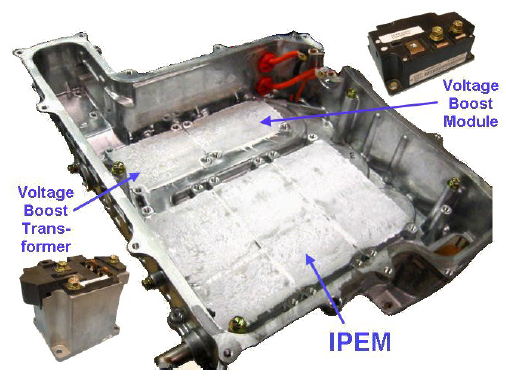 Voltage
Boost
Module
Voltage
Boost
Trans-
former
IPEM